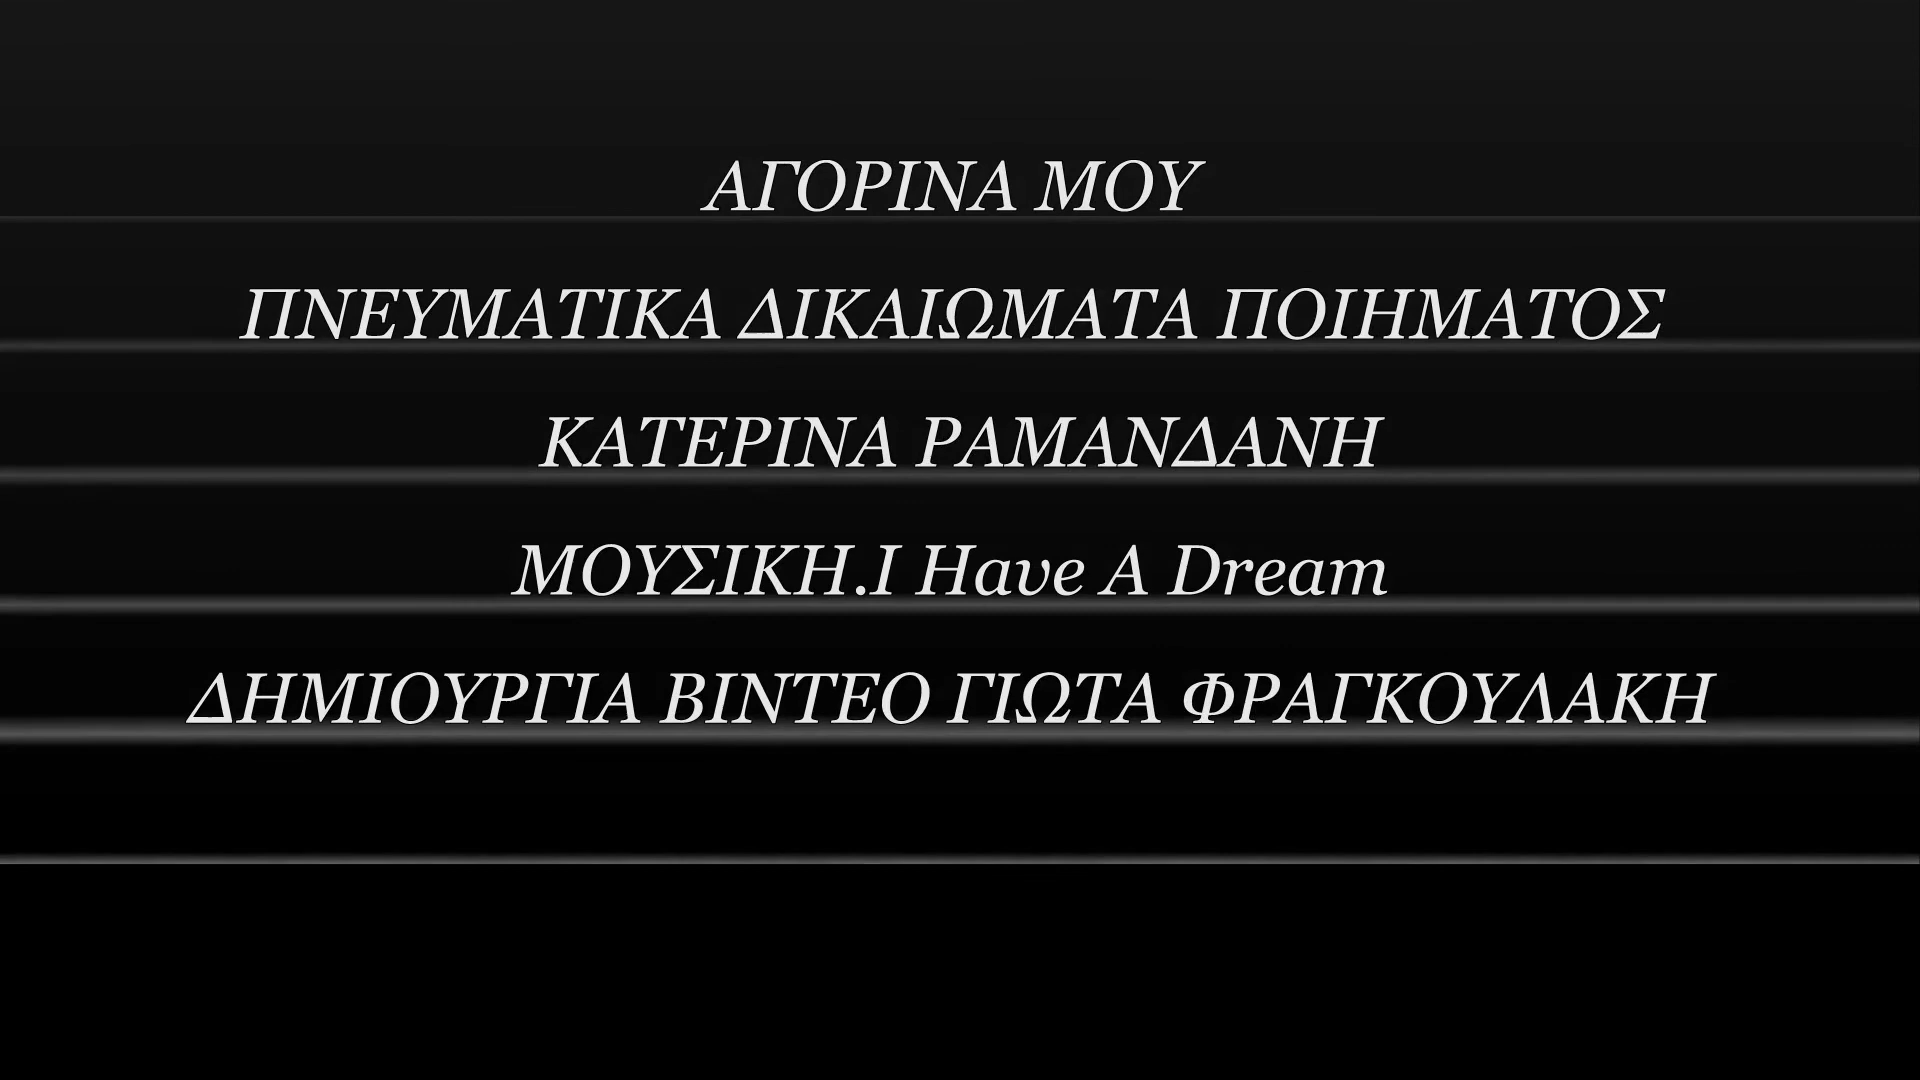 ΑΓΟΡΙΝΑ ΜΟΥ
ΠΝΕΥΜΑΤΙΚΑ ΔΙΚΑΙΩΜΑΤΑ ΠΟΙΗΜΑΤΟΣ
ΚΑΤΕΡΙΝΑ ΡΑΜΑΝΔΑΝΗ
ΜΟΥΣΙΚΗ.I Have A Dream
ΔΗΜΙΟΥΡΓΙΑ ΒΙΝΤΕΟ ΓΙΩΤΑ ΦΡΑΓΚΟΥΛΑΚΗ